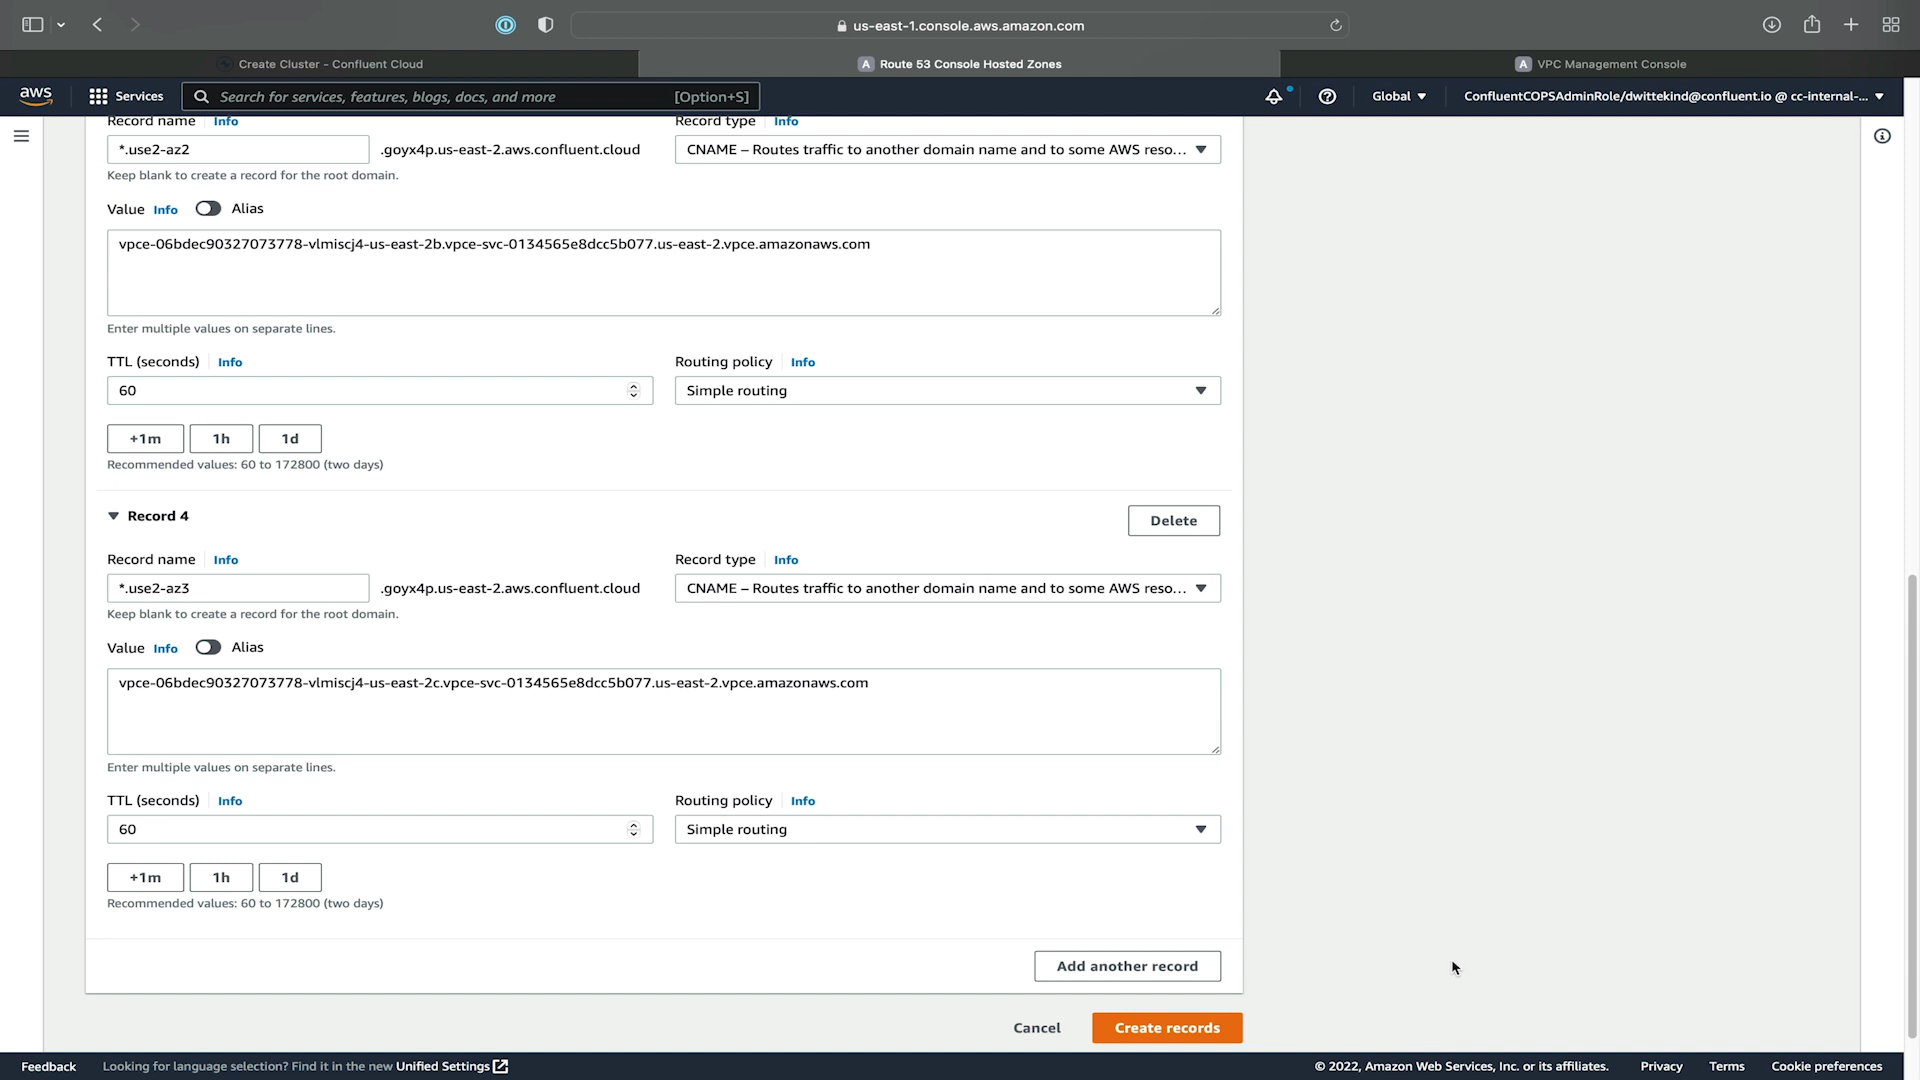 us-east-1.console.aws.amazon.com
Create Cluster - Confluent Cloud
A Route 53 Console Hosted Zones
A VPC Management Console
aws
Services
Search for services, features, blogs, docs, and more
[Option+S]
Global
ConfluentCOPSAdminRole/dwittekind@confluent.io @ cc-internal-...
Record name Info
Record type Info
*.use2-az2
.goyx4p.us-east-2.aws.confluent.cloud
CNAME – Routes traffic to another domain name and to some AWS reso...
Keep blank to create a record for the root domain.
Value Info Alias
vpce-06bdec90327073778-vlmiscj4-us-east-2b.vpce-svc-0134565e8dcc5b077.us-east-2.vpce.amazonaws.com
Enter multiple values on separate lines.
TTL (seconds) Info
Routing policy Info
60
Simple routing
+1m
1h
1d
Recommended values: 60 to 172800 (two days)
Record 4
Delete
Record name Info
Record type Info
*.use2-az3
.goyx4p.us-east-2.aws.confluent.cloud
CNAME – Routes traffic to another domain name and to some AWS reso...
Keep blank to create a record for the root domain.
Value Info Alias
vpce-06bdec90327073778-vlmiscj4-us-east-2c.vpce-svc-0134565e8dcc5b077.us-east-2.vpce.amazonaws.com
Enter multiple values on separate lines.
TTL (seconds) Info
Routing policy Info
60
Simple routing
+1m
1h
1d
Recommended values: 60 to 172800 (two days)
Add another record
Cancel
Create records
Feedback
Looking for language selection? Find it in the new Unified Settings
© 2022, Amazon Web Services, Inc. or its affiliates.
Privacy
Terms
Cookie preferences